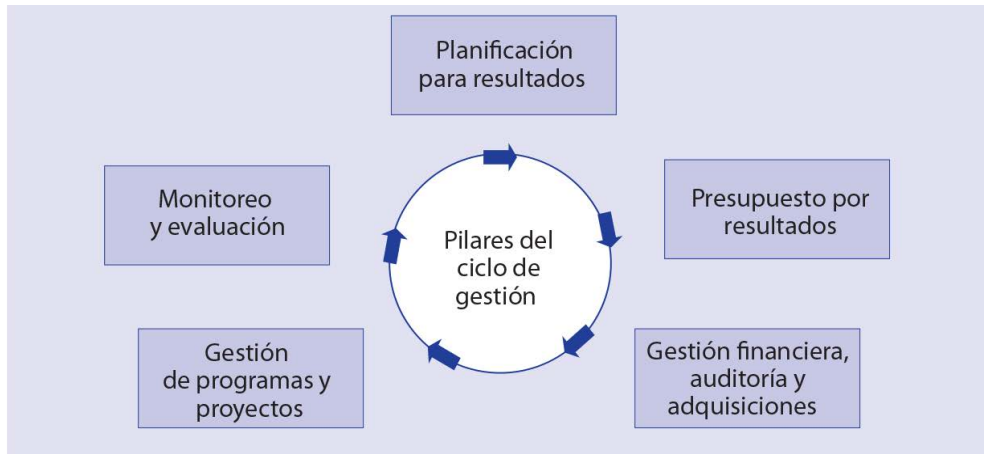 Planificación
para resultados
Presupuesto por
resultados
Gestión financiera,
auditoría y
adquisiciones
Gestión
de programas y
proyectos
Monitoreo
y evaluación
Pilares del
ciclo de
gestión